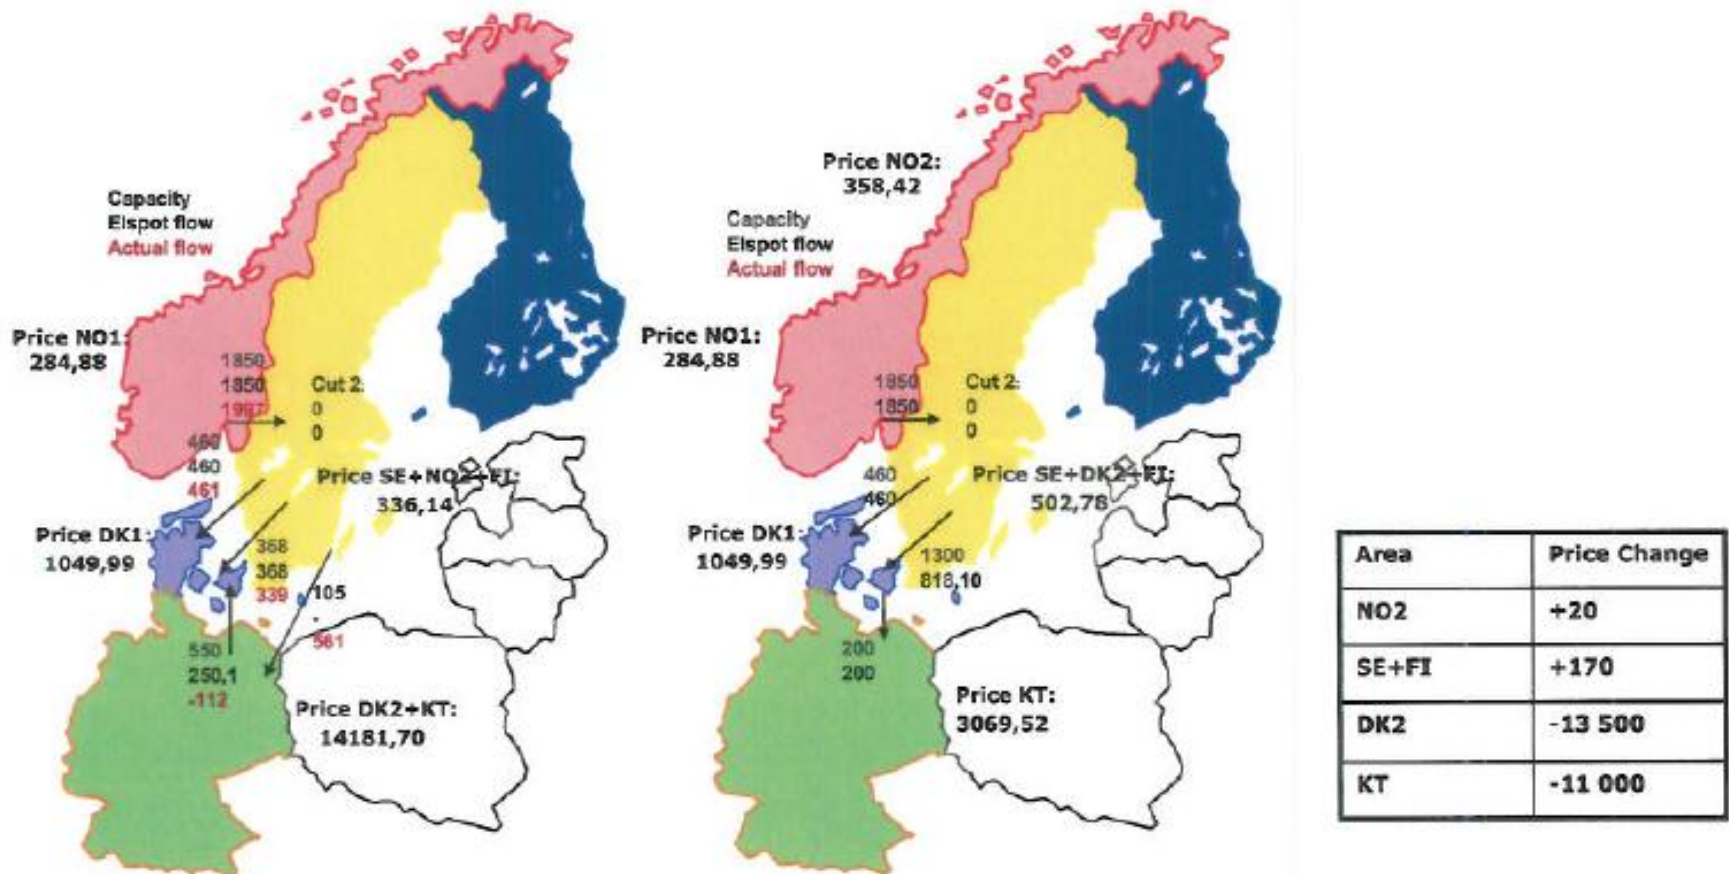 Capacity
Elspot flow
Actual flow
Price NO1:
284,88
1850
1850
1997
Cut 2:
0
0
460
460
461
Price SE+NO2+FI:
336,14
Price DK1:
1049,99
368
368
339
105
-
561
550
250,1
-112
Price DK2+KT:
14181,70
Price NO2:
358,42
Capacity
Elspot flow
Actual flow
Price NO1:
284,88
1850
1850
Cut 2:
0
0
460
460
Price SE+DK2+FI:
502,78
Price DK1:
1049,99
1300
818,10
200
200
Price KT:
3069,52
Area Price Change
NO2 +20
SE+FI +170
DK2 -13 500
KT -11 000